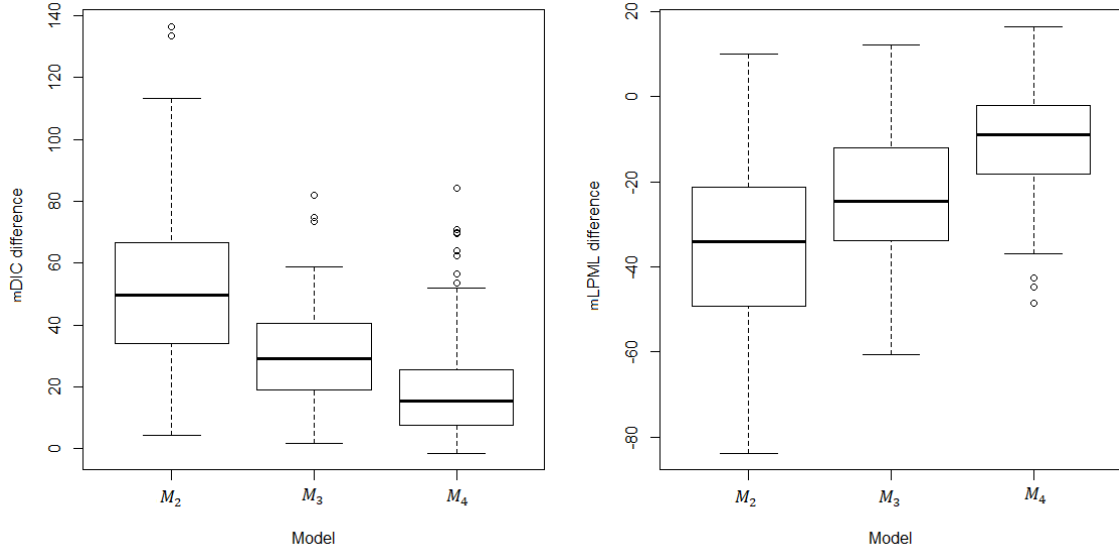 mDIC difference
140
120
100
80
60
40
20
0
M₂
M₃
M₄
Model
mLPML difference
20
0
-20
-40
-60
-80
M₂
M₃
M₄
Model